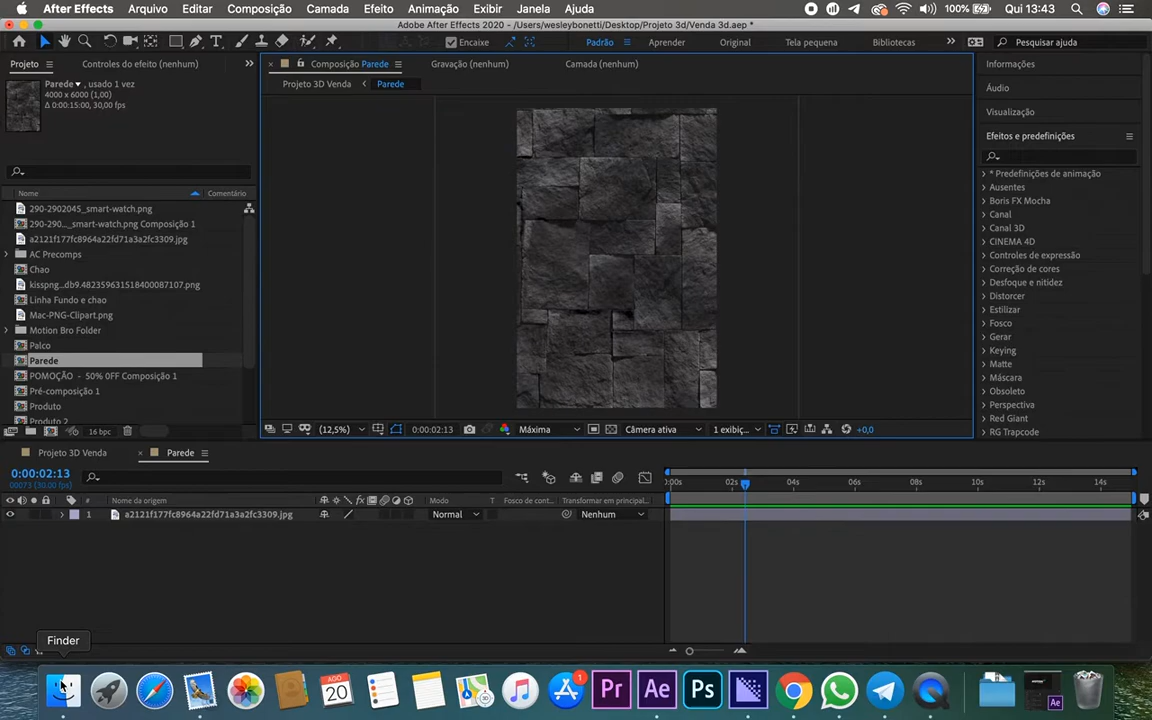 After Effects Arquivo Editar Composição Camada Efeito Animação Exibir Janela Ajuda 100% Qui 13:43
Adobe After Effects 2020 - /Users/wesleybonetti/Desktop/Projeto 3d/Venda 3d.aep *
Encaixe Padrão Aprender Original Tela pequena Bibliotecas Pesquisar ajuda
Projeto Controles do efeito (nenhum)
Composição Parede Gravação (nenhum) Camada (nenhum)
Projeto 3D Venda Parede
Parede , usado 1 vez
4000 x 6000 (1,00)
Δ 0:00:15:00, 30,00 fps
Nome Comentário
290-2902045_smart-watch.png
290-290..._smart-watch.png Composição 1
a2121f177fc8964a22fd71a3a2fc3309.jpg
AC Precomps
Chao
kisspng...db9.4823596315184000​87107.png
Linha Fundo e chao
Mac-PNG-Clipart.png
Motion Bro Folder
Palco
Parede
POMOÇÃO - 50% 0FF Composição 1
Pré-composição 1
Produto
Produto 2
16 bpc
(12,5%) 0:00:02:13 Máxima Câmera ativa 1 exibiç... +0,0
Informações
Áudio
Visualização
Efeitos e predefinições
* Predefinições de animação
Ausentes
Boris FX Mocha
Canal
Canal 3D
CINEMA 4D
Controles de expressão
Correção de cores
Desfoque e nitidez
Distorcer
Estilizar
Fosco
Gerar
Keying
Matte
Máscara
Obsoleto
Perspectiva
Red Giant
RG Trapcode
Projeto 3D Venda Parede
0:00:02:13
00073 (30.00 fps)
:00s 02s 04s 06s 08s 10s 12s 14s
# Nome da origem Modo T Fosco de cont... Transformar em principal...
1 a2121f177fc8964a22fd71a3a2fc3309.jpg Normal Nenhum
Finder
AGO
20
1
Pr Ae Ps
Ae